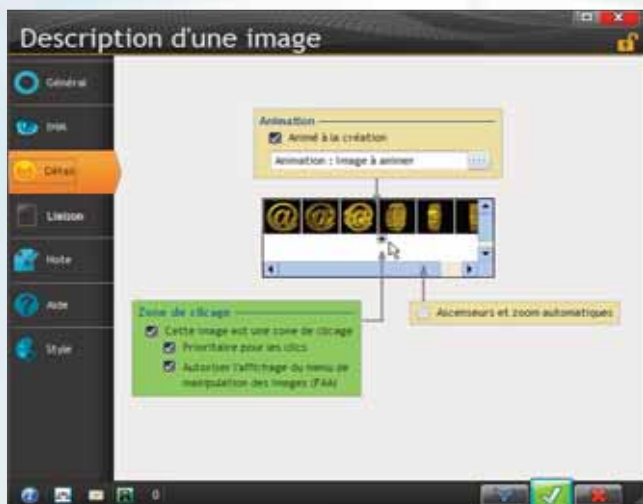 Description d'une image
Général
IHM
Détail
Liaison
Note
Aide
Style
Animation
Animé à la création
Animation : Image à animer
...
Zone de clicage
Cette image est une zone de clicage
Prioritaire pour les clics
Autoriser l'affichage du menu de
manipulation des images (FAA)
Ascenseurs et zoom automatiques
0